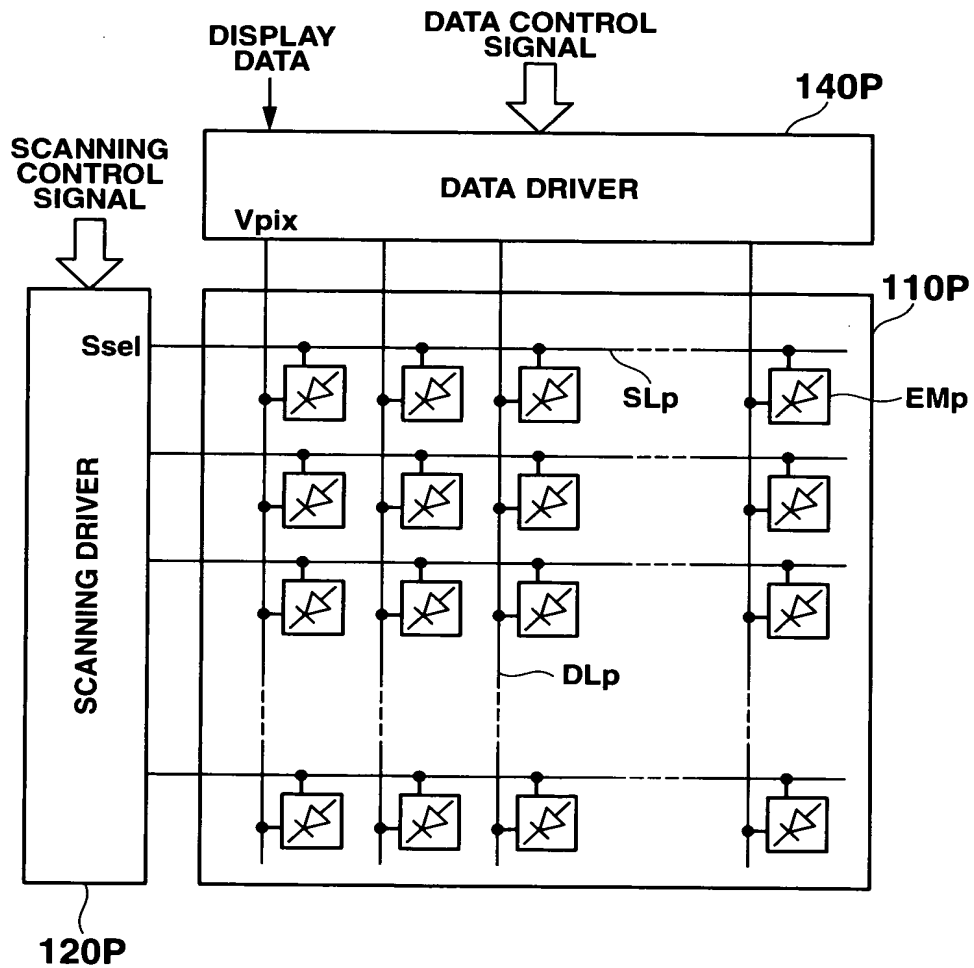 DISPLAY
DATA
DATA CONTROL
SIGNAL
140P
SCANNING
CONTROL
SIGNAL
DATA DRIVER
Vpix
110P
Ssel
SLp
EMp
SCANNING DRIVER
DLp
120P